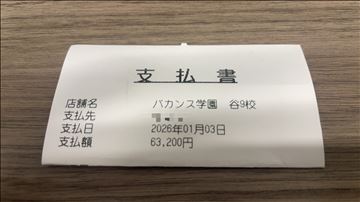 支払書
店舗名　バカンス学園　谷9校
支払先
支払日　2026年01月03日
支払額　63,200円